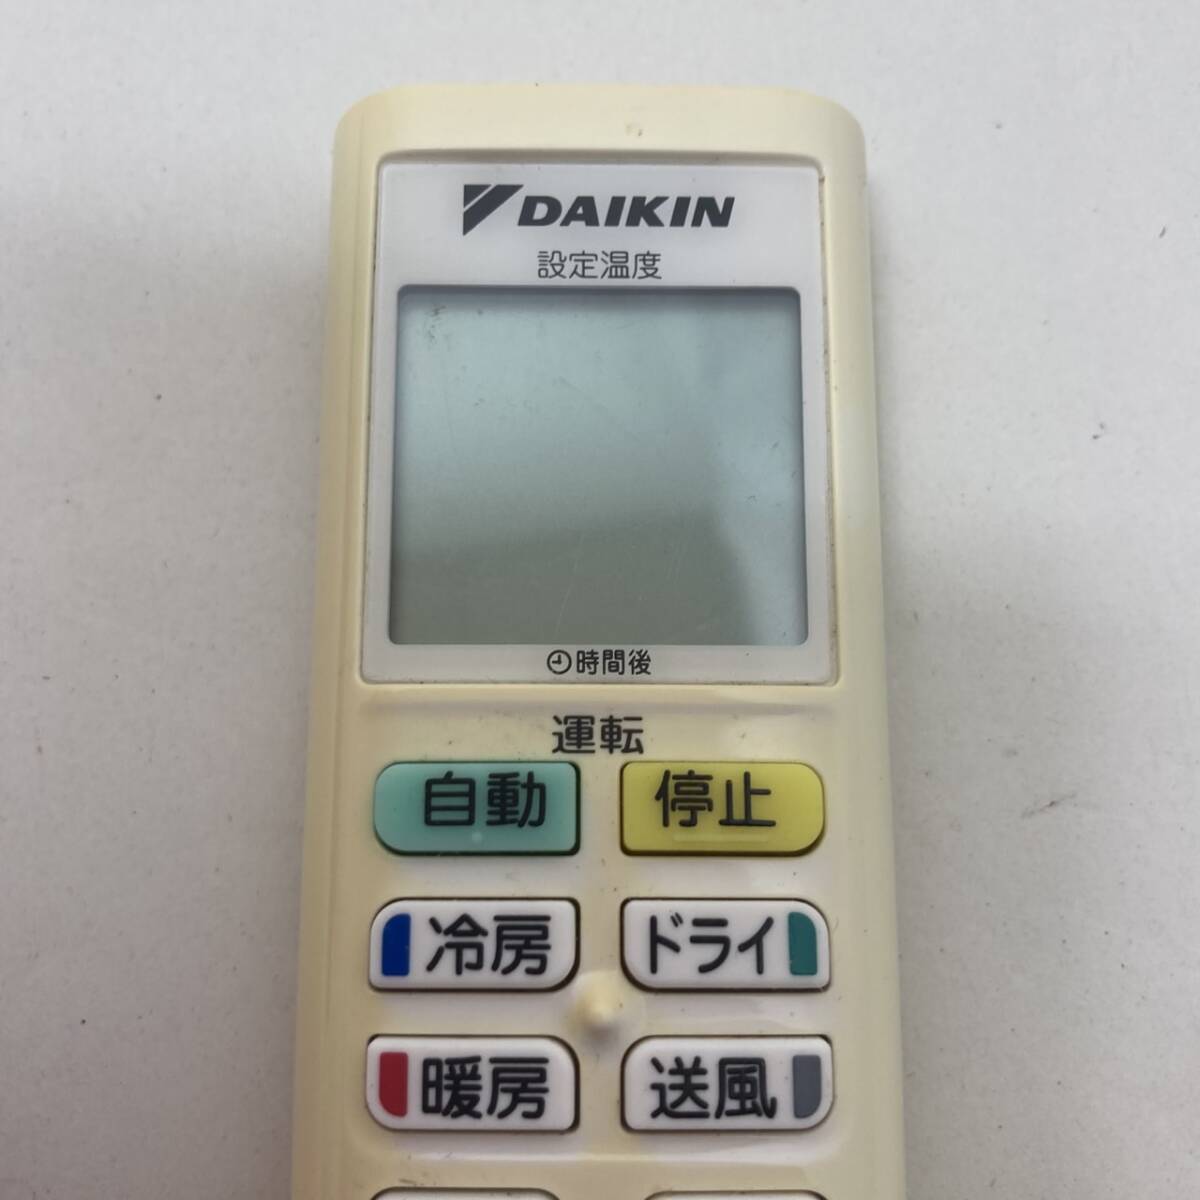 DAIKIN
設定温度
時間後
運転
自動 停止
冷房 ドライ
暖房 送風